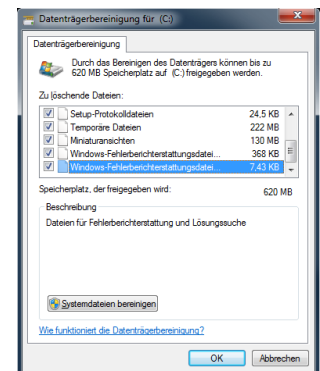 Datenträgerbereinigung für (C:)
Datenträgerbereinigung
Durch das Bereinigen des Datenträgers können bis zu
620 MB Speicherplatz auf (C:) freigegeben werden.
Zu löschende Dateien:
Setup-Protokolldateien 24,5 KB
Temporäre Dateien 222 MB
Miniaturansichten 130 MB
Windows-Fehlerberichterstattungsdatei... 368 KB
Windows-Fehlerberichterstattungsdatei... 7,43 KB
Speicherplatz, der freigegeben wird: 620 MB
Beschreibung
Dateien für Fehlerberichterstattung und Lösungssuche
Systemdateien bereinigen
Wie funktioniert die Datenträgerbereinigung?
OK Abbrechen